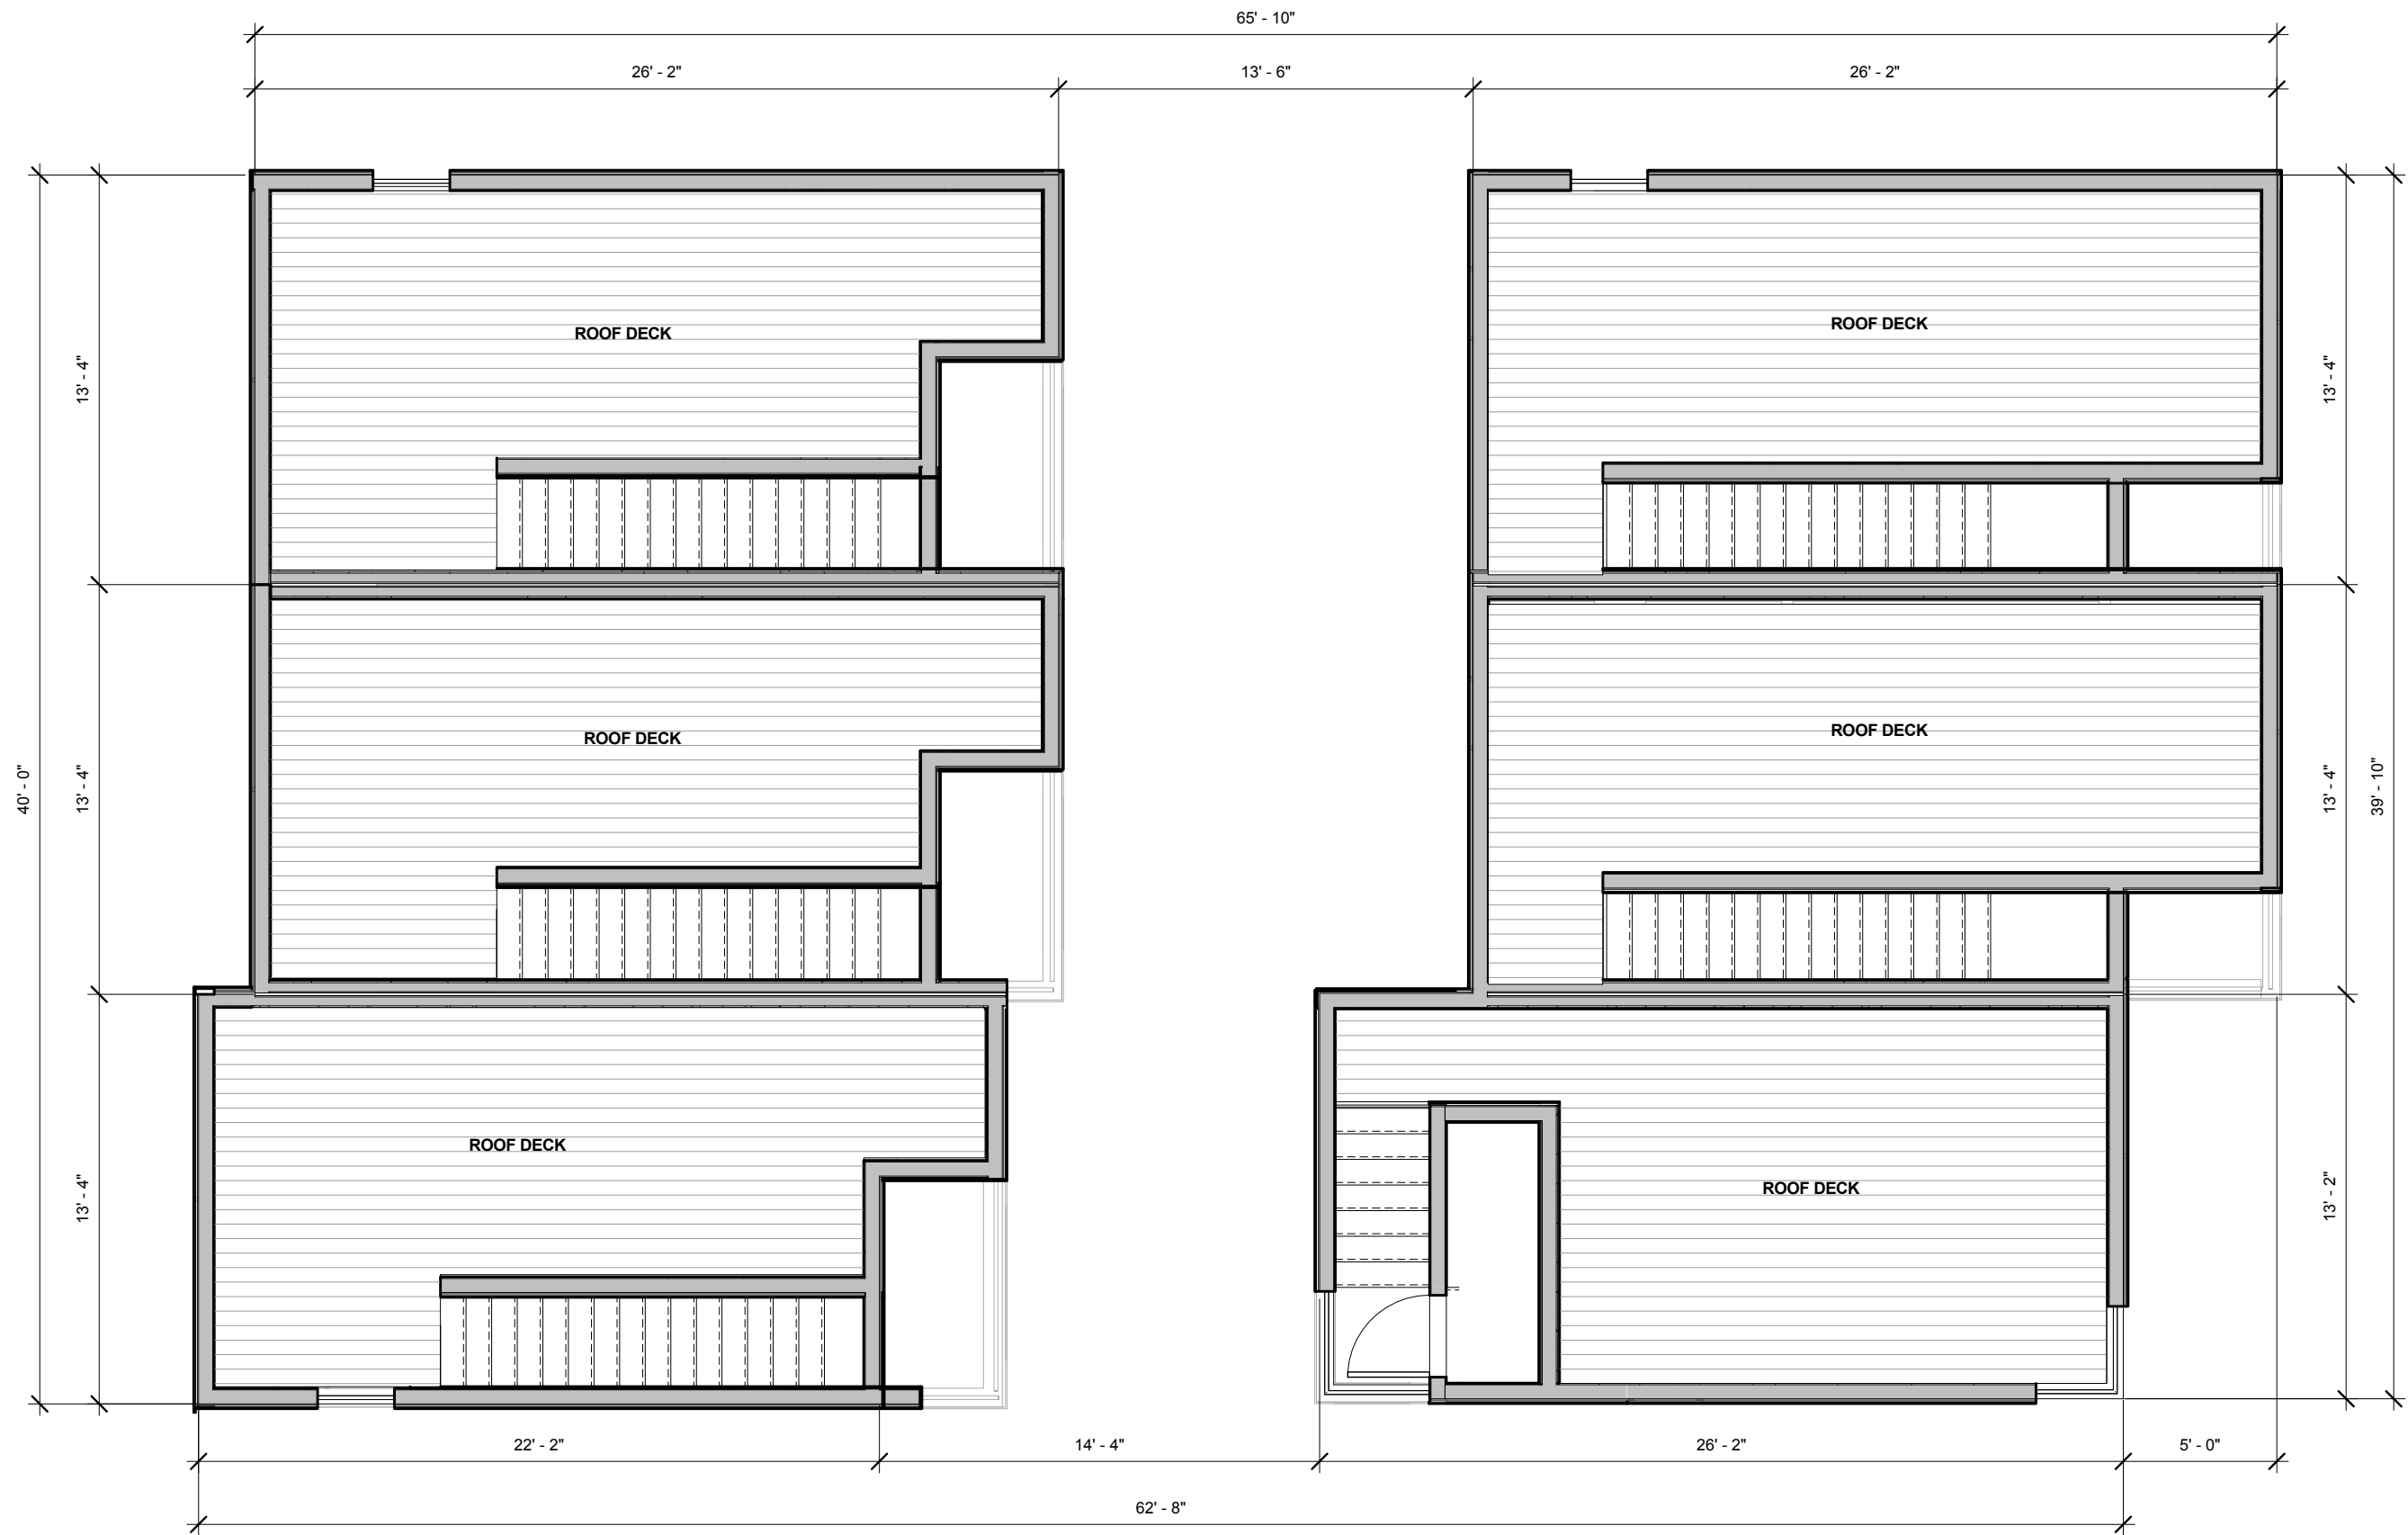 65' - 10"
26' - 2"
13' - 6"
26' - 2"
ROOF DECK
ROOF DECK
13' - 4"
13' - 4"
ROOF DECK
ROOF DECK
40' - 0"
13' - 4"
13' - 4"
39' - 10"
ROOF DECK
ROOF DECK
13' - 4"
13' - 2"
22' - 2"
14' - 4"
26' - 2"
5' - 0"
62' - 8"